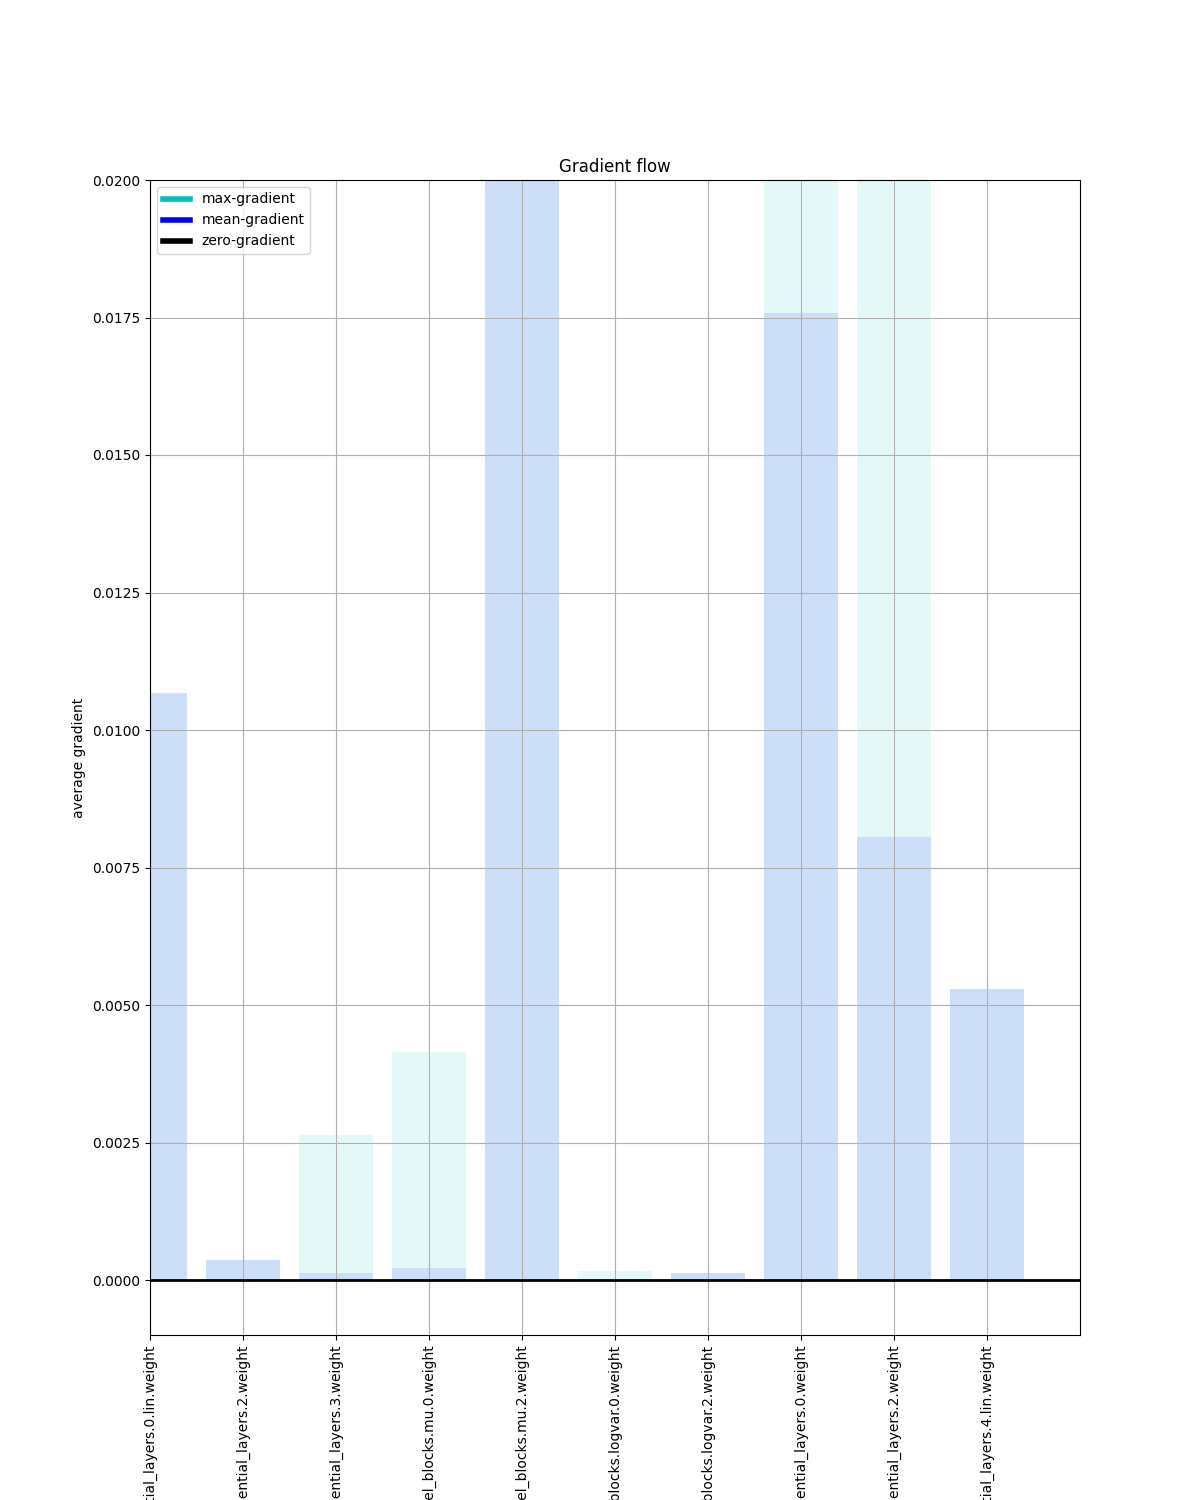 Gradient flow
max-gradient
mean-gradient
zero-gradient
0.0200
0.0175
0.0150
0.0125
0.0100
0.0075
0.0050
0.0025
0.0000
average gradient
tial_layers.0.lin.weight
ential_layers.2.weight
ential_layers.3.weight
el_blocks.mu.0.weight
el_blocks.mu.2.weight
blocks.logvar.0.weight
blocks.logvar.2.weight
ential_layers.0.weight
ential_layers.2.weight
tial_layers.4.lin.weight